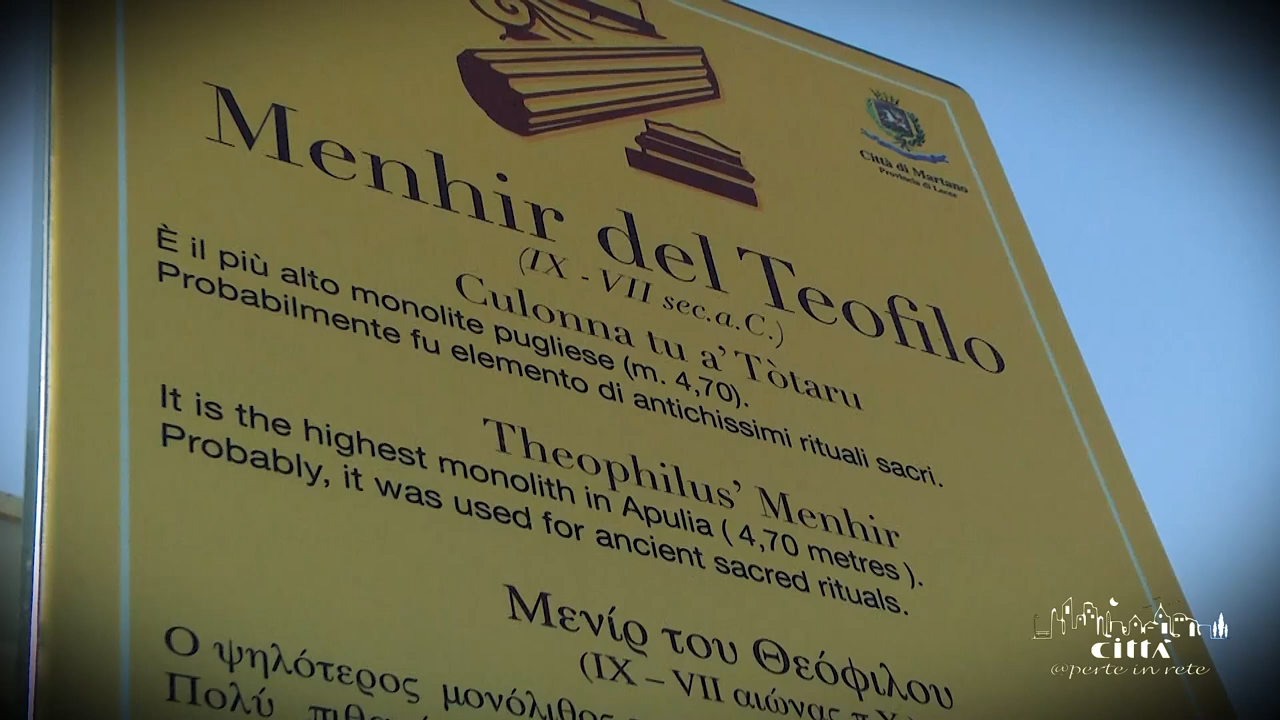 Città di Martano
Provincia di Lecce
Menhir del Teofilo
(IX - VII sec.a.C.)
Culonna tu a' Tòtaru
È il più alto monolite pugliese (m. 4,70).
Probabilmente fu elemento di antichissimi rituali sacri.
Theophilus' Menhir
It is the highest monolith in Apulia ( 4,70 metres ).
Probably, it was used for ancient sacred rituals.
Μενίρ του Θεόφιλου
(IX – VII αιώνας π.Χ
Ο ψηλότερος μονόλιθος
Πολύ
CITTÀ
@perte in rete